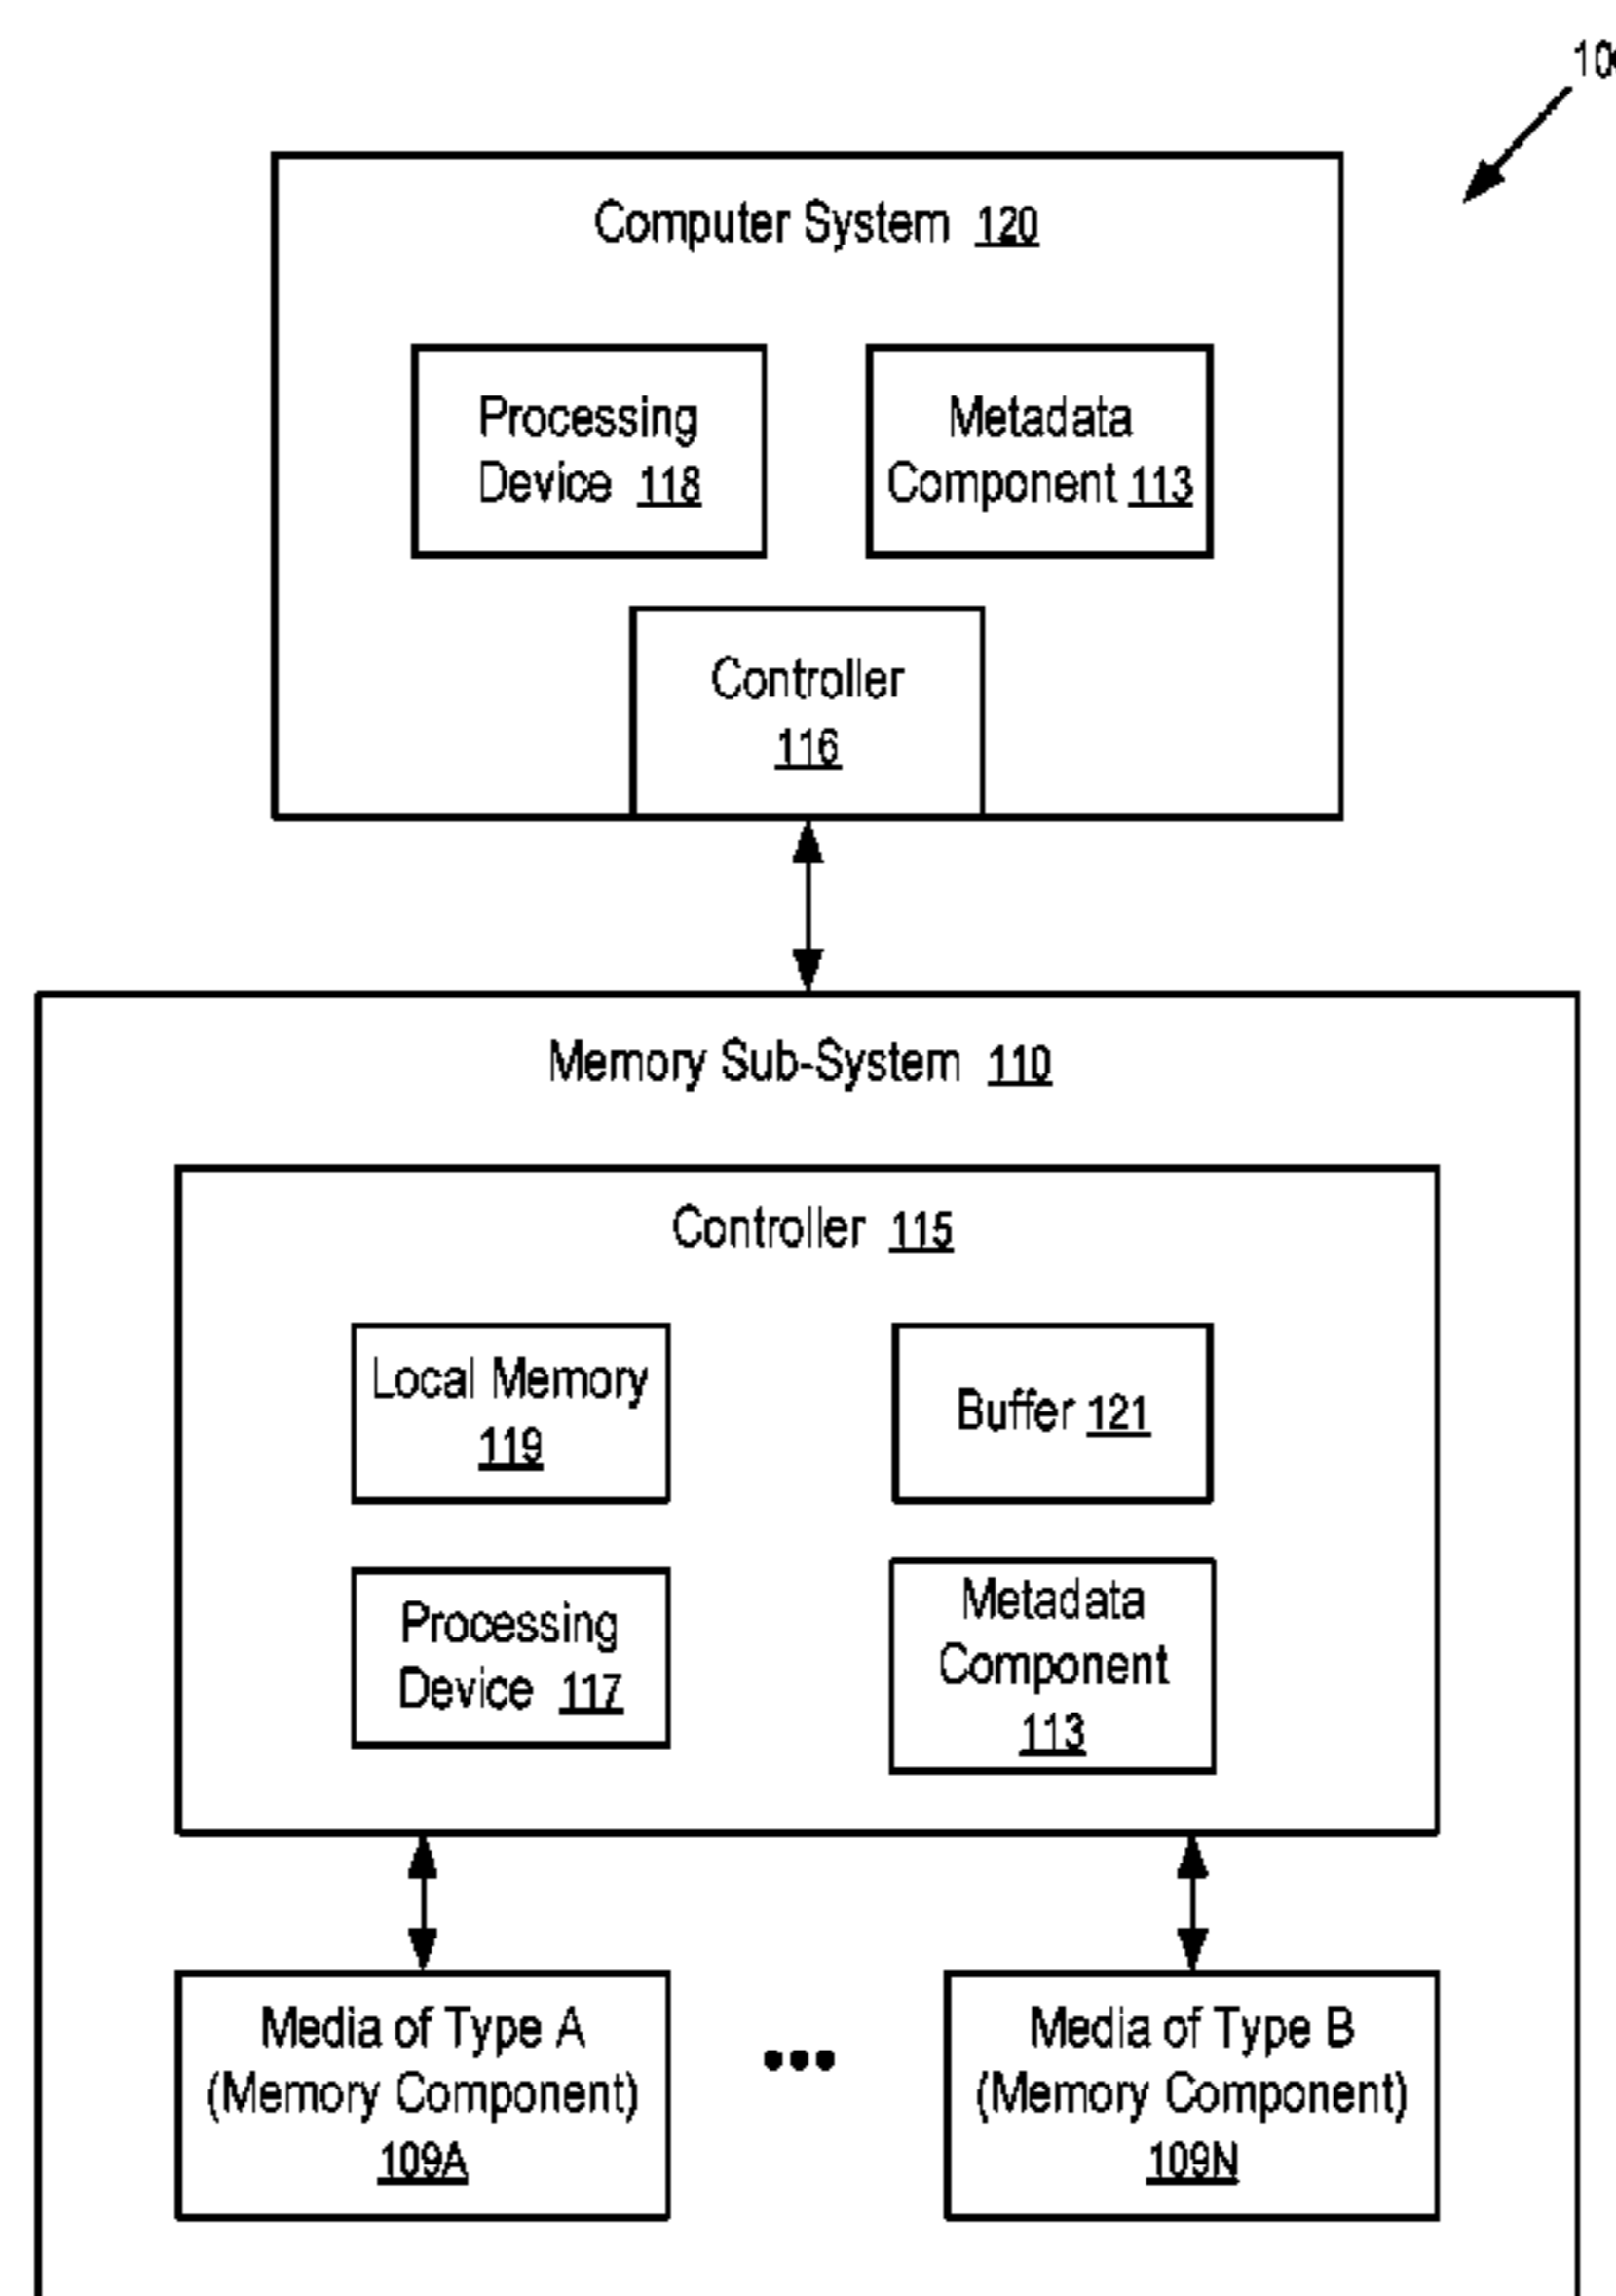 Computer System 120
Processing
Device 118
Metadata
Component 113
Controller
116
Memory Sub-System 110
Controller 115
Local Memory
119
Buffer 121
Processing
Device 117
Metadata
Component
113
Media of Type A
(Memory Component)
109A
•••
Media of Type B
(Memory Component)
109N